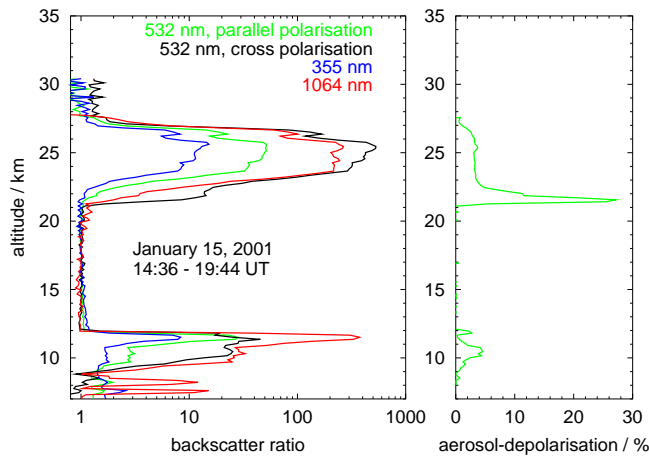 532 nm, parallel polarisation
532 nm, cross polarisation
355 nm
1064 nm
35
30
25
20
15
10
altitude / km
January 15, 2001
14:36 - 19:44 UT
1 10 100 1000
backscatter ratio
35
30
25
20
15
10
0 10 20 30
aerosol-depolarisation / %